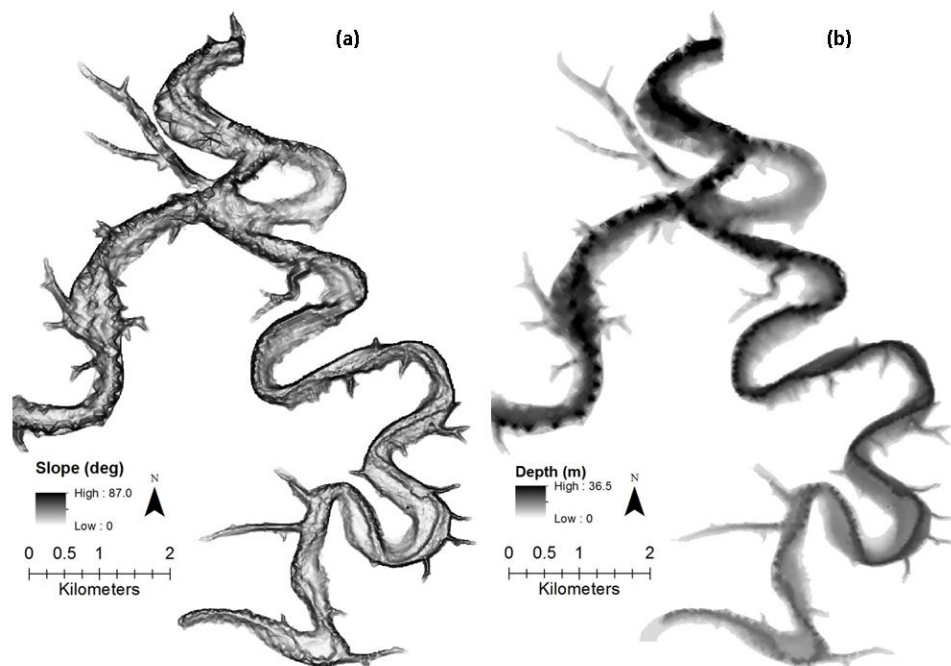 (a)
(b)
N
Slope (deg)
High : 87.0
Low : 0
0 0.5 1 2
Kilometers
N
Depth (m)
High : 36.5
Low : 0
0 0.5 1 2
Kilometers